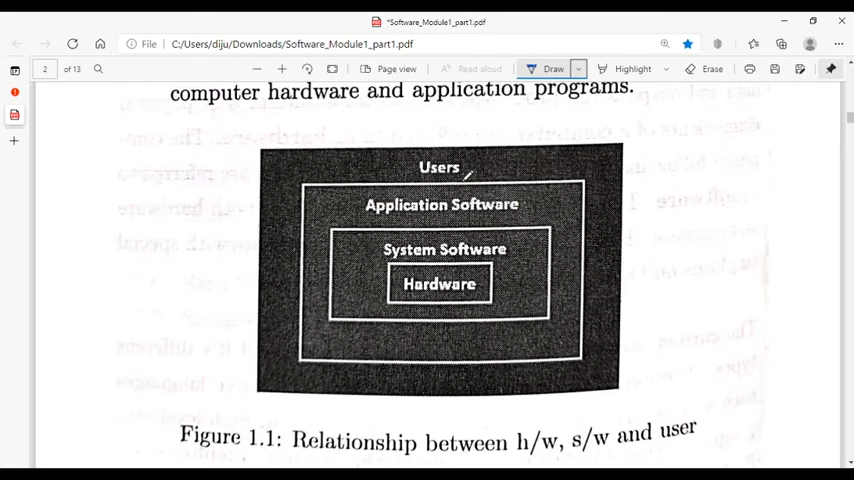 *Software_Module1_part1.pdf
File C:/Users/diju/Downloads/Software_Module1_part1.pdf
2 of 13 Page view Read aloud Draw Highlight Erase
computer hardware and application programs.
Users
Application Software
System Software
Hardware
Figure 1.1: Relationship between h/w, s/w and user